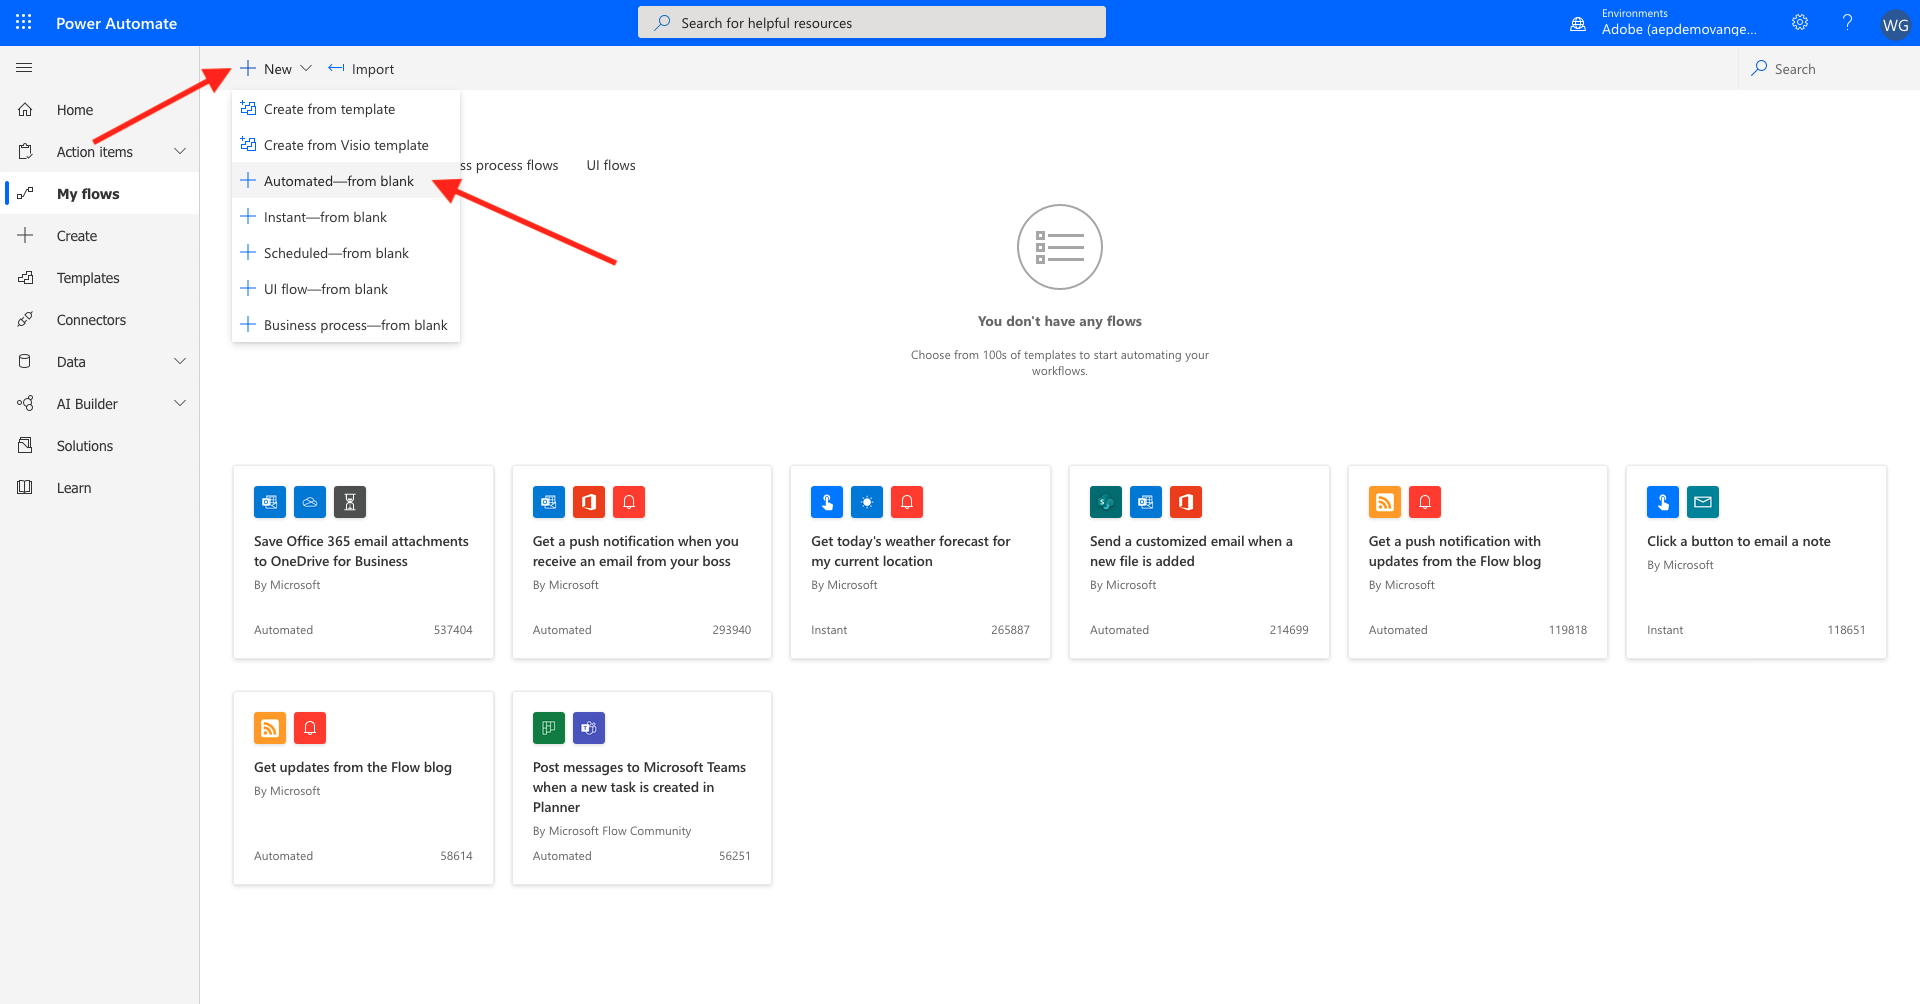 Power Automate
Search for helpful resources
Environments
Adobe (aepdemovange...
?
WG
New
Import
Search
Home
Action items
My flows
Create
Templates
Connectors
Data
AI Builder
Solutions
Learn
Create from template
Create from Visio template
Automated—from blank
Instant—from blank
Scheduled—from blank
UI flow—from blank
Business process—from blank
ss process flows
UI flows
You don't have any flows
Choose from 100s of templates to start automating your
workflows.
Save Office 365 email attachments
to OneDrive for Business
By Microsoft
Automated 537404
Get a push notification when you
receive an email from your boss
By Microsoft
Automated 293940
Get today's weather forecast for
my current location
By Microsoft
Instant 265887
Send a customized email when a
new file is added
By Microsoft
Automated 214699
Get a push notification with
updates from the Flow blog
By Microsoft
Automated 119818
Click a button to email a note
By Microsoft
Instant 118651
Get updates from the Flow blog
By Microsoft
Automated 58614
Post messages to Microsoft Teams
when a new task is created in
Planner
By Microsoft Flow Community
Automated 56251